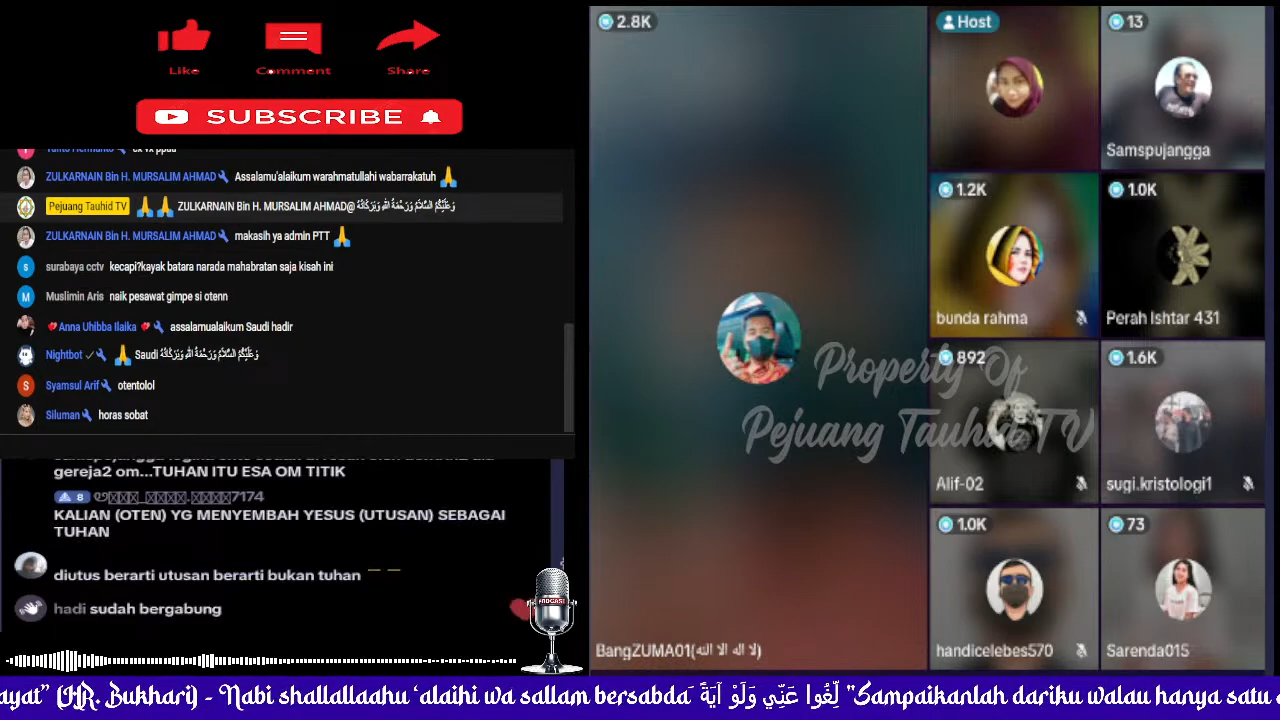 Like
Comment
Share
SUBSCRIBE
ZULKARNAIN Bin H. MURSALIM AHMAD Assalamu'alaikum warahmatullahi wabarrakatuh 🙏
Pejuang Tauhid TV 🙏🙏 ZULKARNAIN Bin H. MURSALIM AHMAD@ وَعَلَيْكُمُ السَّلَامُ وَرَحْمَةُ اللهِ وَبَرَكَاتُهُ
ZULKARNAIN Bin H. MURSALIM AHMAD makasih ya admin PTT 🙏
surabaya cctv kecapi?kayak batara narada mahabratan saja kisah ini
Muslimin Aris naik pesawat gimpe si otenn
Anna Uhibba Ilaika assalamualaikum Saudi hadir
Nightbot 🙏 Saudi وَعَلَيْكُمُ السَّلَامُ وَرَحْمَةُ اللهِ وَبَرَكَاتُهُ
Syamsul Arif otentolol
Siluman horas sobat
gereja2 om...TUHAN ITU ESA OM TITIK
8
7174
KALIAN (OTEN) YG MENYEMBAH YESUS (UTUSAN) SEBAGAI
TUHAN
diutus berarti utusan berarti bukan tuhan
hadi sudah bergabung
PODCAST
2.8K
BangZUMA01(لا اله الا الله)
Host
13
Samspujangga
1.2K
bunda rahma
1.0K
Perah Ishtar 431
892
Alif-02
1.6K
sugi.kristologi1
1.0K
handicelebes570
73
Sarenda015
Property Of
Pejuang Tauhid TV
ayat" (HR. Bukhari) - Nabi shallallaahu 'alaihi wa sallam bersabda لِّغُوا عَنِّي وَلَوْ آيَةً "Sampaikanlah dariku walau hanya satu